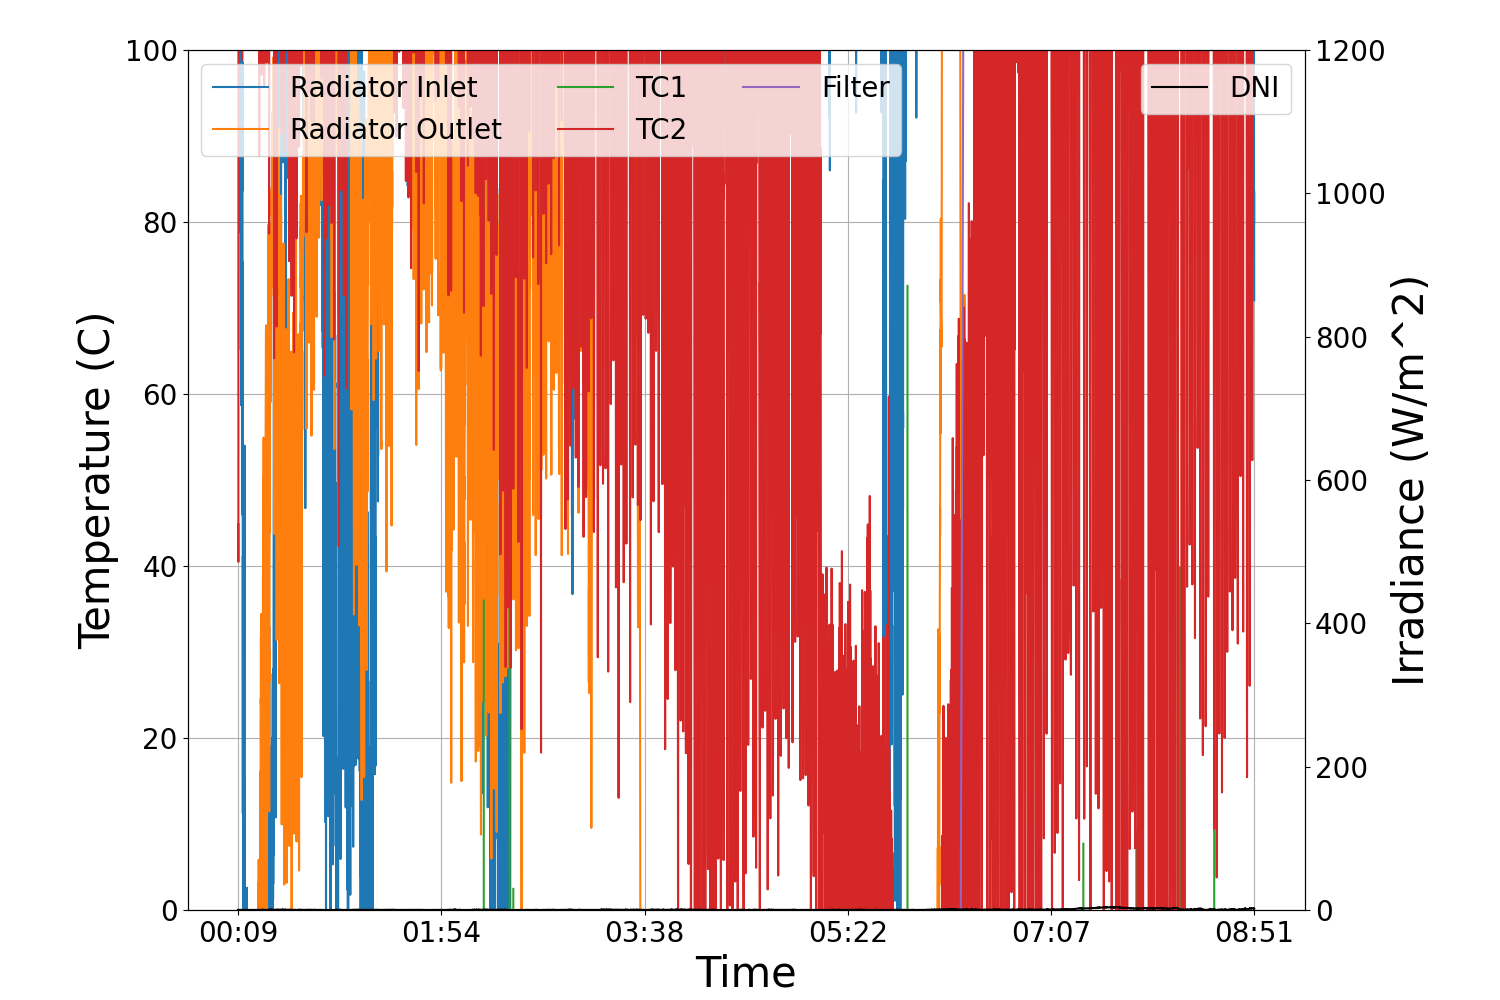 100 1200
Radiator Inlet TC1 Filter DNI
Radiator Outlet TC2
80 1000
60 800
40 600
20 400
0 200
0
Temperature (C)
Irradiance (W/m^2)
00:09 01:54 03:38 05:22 07:07 08:51
Time